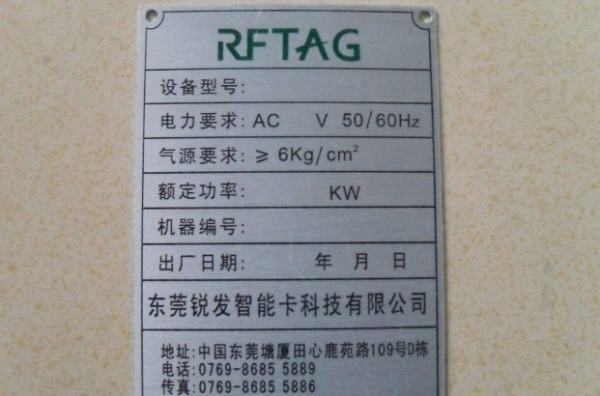 RFTAG
设备型号:
电力要求: AC V 50/60Hz
气源要求: ≥ 6Kg/cm²
额定功率: KW
机器编号:
出厂日期: 年 月 日
东莞锐发智能卡科技有限公司
地址:中国东莞塘厦田心鹿苑路109号D栋
电话:0769-8685 5889
传真:0769-8685 5886